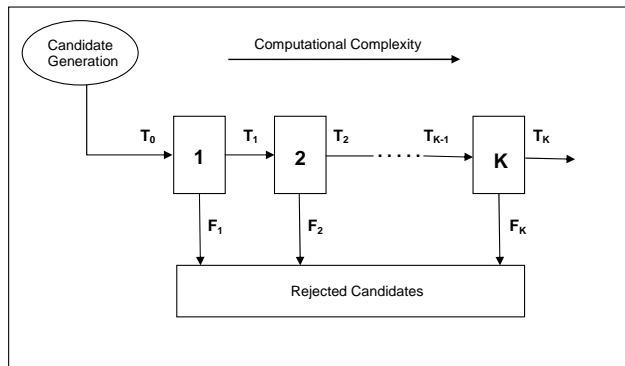 Candidate
Generation
Computational Complexity
T0
T1
T2
TK-1
TK
1
2
.....
K
F1
F2
FK
Rejected Candidates